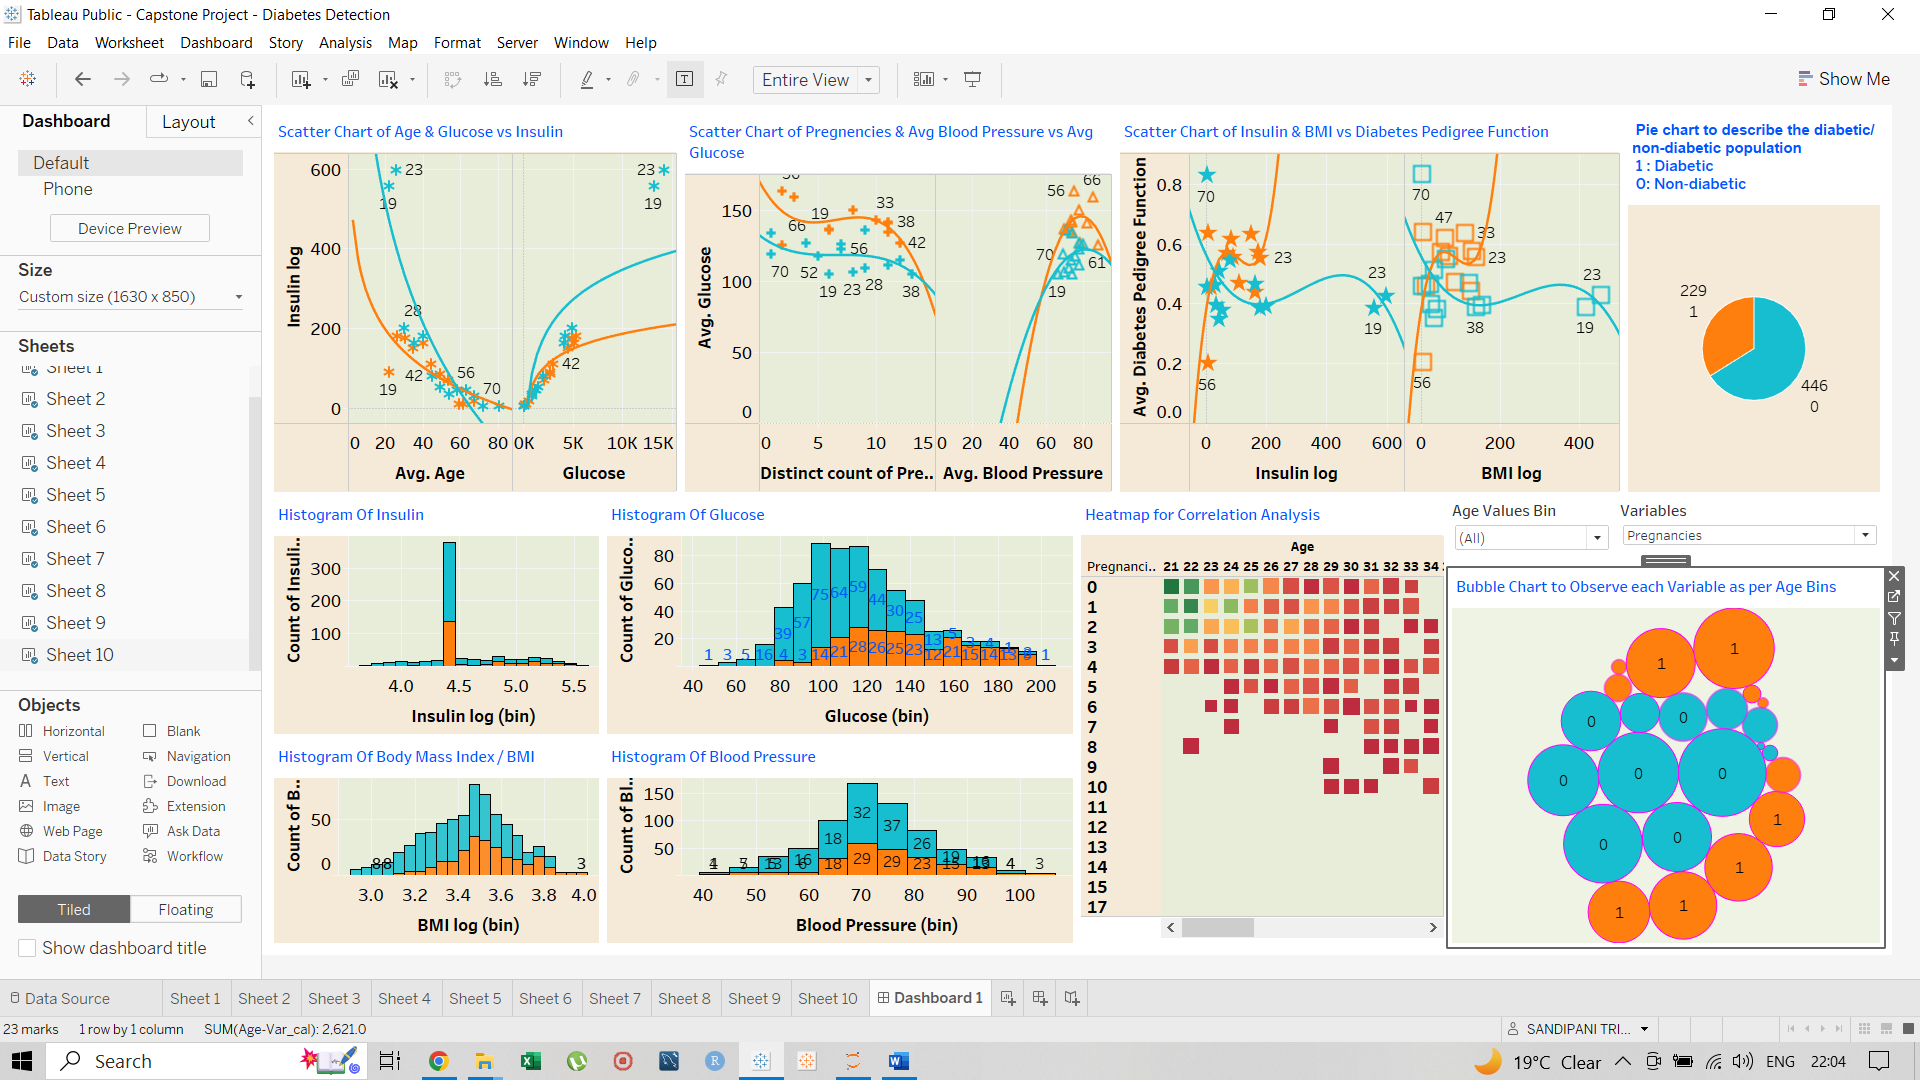 Tableau Public - Capstone Project - Diabetes Detection
File Data Worksheet Dashboard Story Analysis Map Format Server Window Help
Entire View
Show Me
Dashboard Layout
Default
Phone
Device Preview
Size
Custom size (1630 x 850)
Sheets
Sheet 1
Sheet 2
Sheet 3
Sheet 4
Sheet 5
Sheet 6
Sheet 7
Sheet 8
Sheet 9
Sheet 10
Objects
Horizontal Blank
Vertical Navigation
Text Download
Image Extension
Web Page Ask Data
Data Story Workflow
Tiled Floating
Show dashboard title
Scatter Chart of Age & Glucose vs Insulin
Insulin log
600
400
200
0
23
19
23
19
28
42
19
56
70
42
0 20 40 60 80 0K 5K 10K 15K
Avg. Age Glucose
Scatter Chart of Pregnencies & Avg Blood Pressure vs Avg
Glucose
Avg. Glucose
150
100
50
0
19
33
66
38
42
56
70
52
19
23
28
38
56
66
70
61
19
0 5 10 15 0 20 40 60 80
Distinct count of Pre.. Avg. Blood Pressure
Scatter Chart of Insulin & BMI vs Diabetes Pedigree Function
Avg. Diabetes Pedigree Function
0.8
0.6
0.4
0.2
0.0
70
23
23
19
56
70
47
33
23
23
38
19
56
0 200 400 600 0 200 400
Insulin log BMI log
Pie chart to describe the diabetic/
non-diabetic population
1 : Diabetic
0: Non-diabetic
229
1
446
0
Histogram Of Insulin
Count of Insuli..
300
200
100
4.0 4.5 5.0 5.5
Insulin log (bin)
Histogram Of Glucose
Count of Gluco..
80
60
40
20
75 64 59
44
57
39
30
25
13 5
1 3 5 16 4 3 14 21 28 26 25 23 12 21 15 14 13 1
40 60 80 100 120 140 160 180 200
Glucose (bin)
Histogram Of Body Mass Index / BMI
Count of B..
50
0
3
3.0 3.2 3.4 3.6 3.8 4.0
BMI log (bin)
Histogram Of Blood Pressure
Count of Bl..
150
100
50
32
37
18
26
16
18 29 29 23
4 3
40 50 60 70 80 90 100
Blood Pressure (bin)
Heatmap for Correlation Analysis
Age
Pregnanci.. 21 22 23 24 25 26 27 28 29 30 31 32 33 34
0
1
2
3
4
5
6
7
8
9
10
11
12
13
14
15
17
Age Values Bin
(All)
Variables
Pregnancies
Bubble Chart to Observe each Variable as per Age Bins
1
1
0
0
0
0
0
1
0
0
1
1
1
Data Source Sheet 1 Sheet 2 Sheet 3 Sheet 4 Sheet 5 Sheet 6 Sheet 7 Sheet 8 Sheet 9 Sheet 10 Dashboard 1
23 marks 1 row by 1 column SUM(Age-Var_cal): 2,621.0
SANDIPANI TRI...
Search
19°C Clear
ENG
22:04